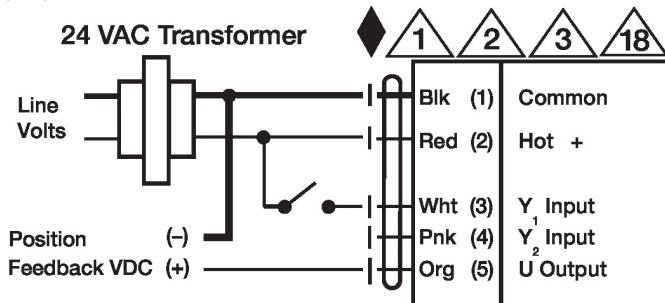 24 VAC Transformer
1 2 3 18
Line Volts
Blk (1) Common
Red (2) Hot +
Wht (3) Y1 Input
Pnk (4) Y2 Input
Org (5) U Output
Position (–)
Feedback VDC (+)